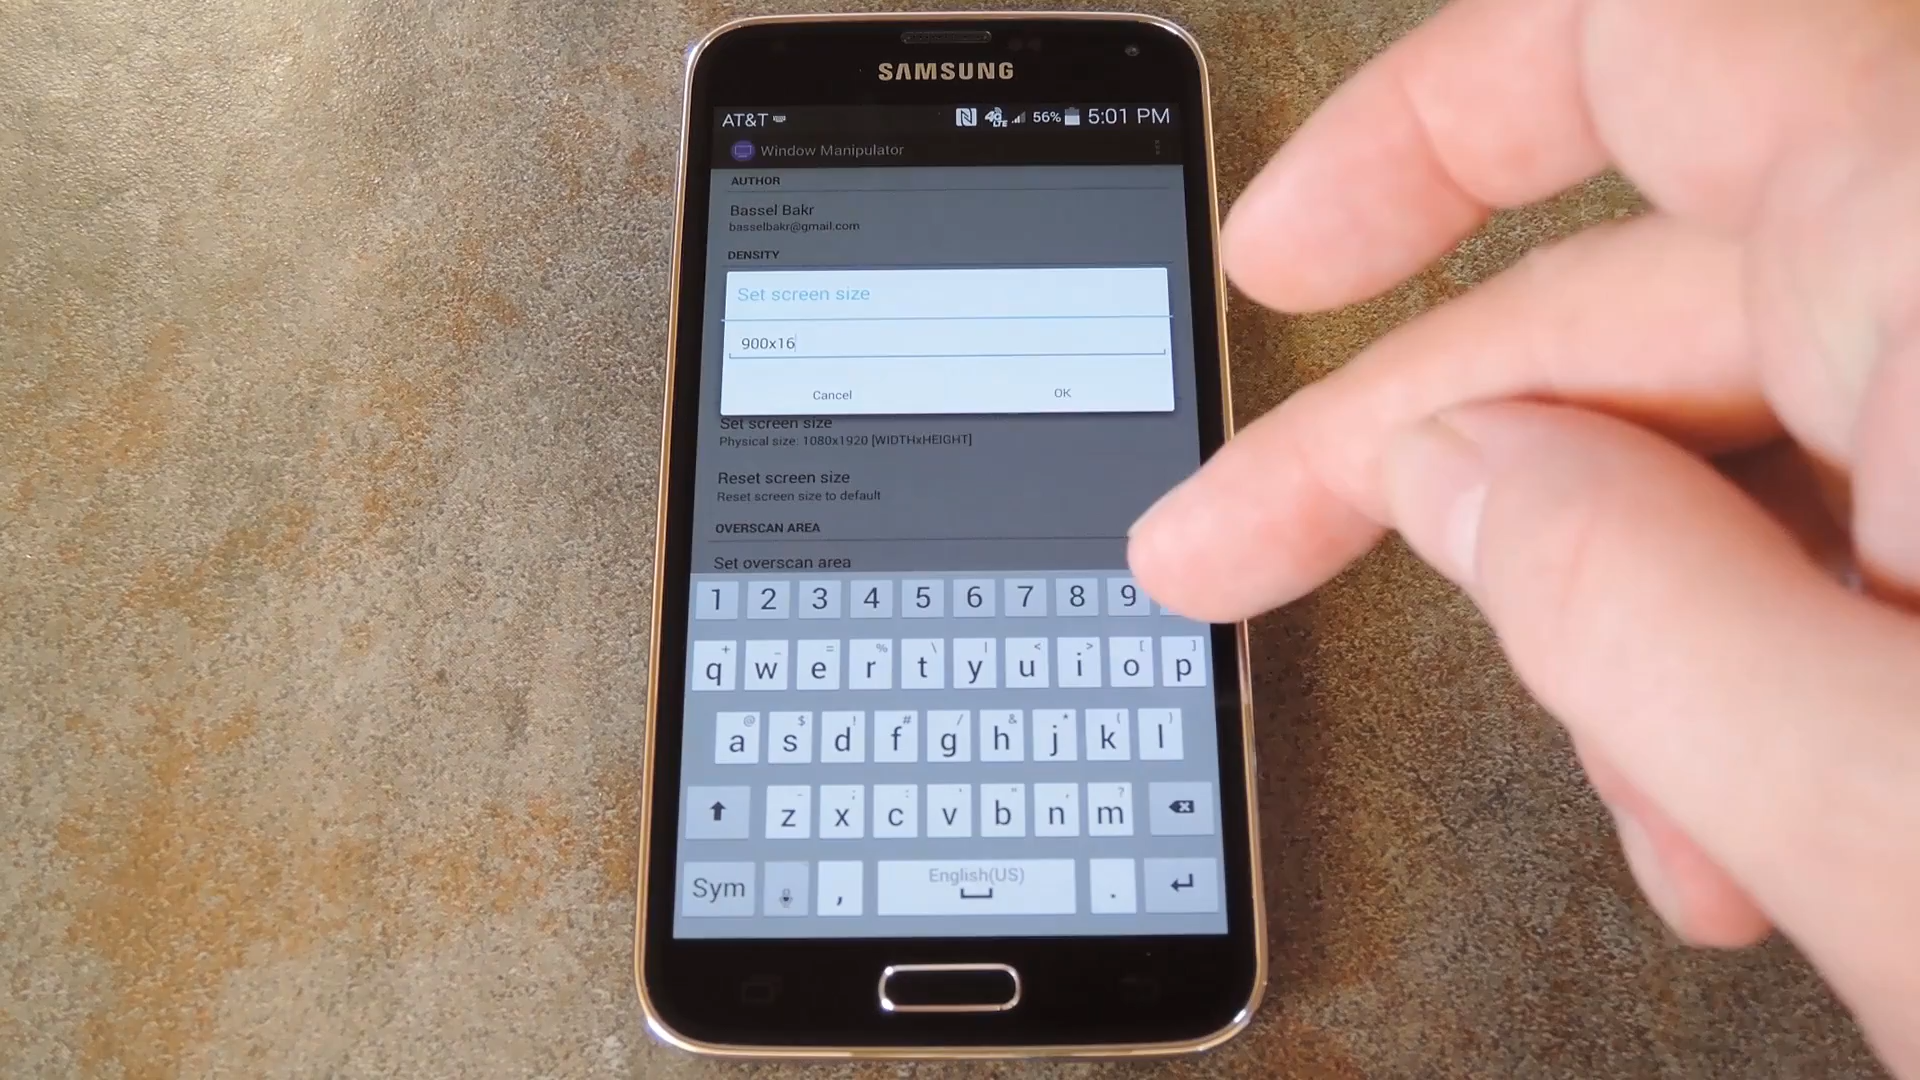 SAMSUNG
AT&T 4G LTE 56% 5:01 PM
Window Manipulator
AUTHOR
Bassel Bakr
basselbakr@gmail.com
DENSITY
Set screen size
900x16
Cancel OK
Set screen size
Physical size: 1080x1920 [WIDTHxHEIGHT]
Reset screen size
Reset screen size to default
OVERSCAN AREA
Set overscan area
1 2 3 4 5 6 7 8 9
+ - = % \ | < > [ ]
q w e r t y u i o p
@ $ ! # / & * ( )
a s d f g h j k l
- ; : ' " , ?
z x c v b n m
Sym , English(US) .